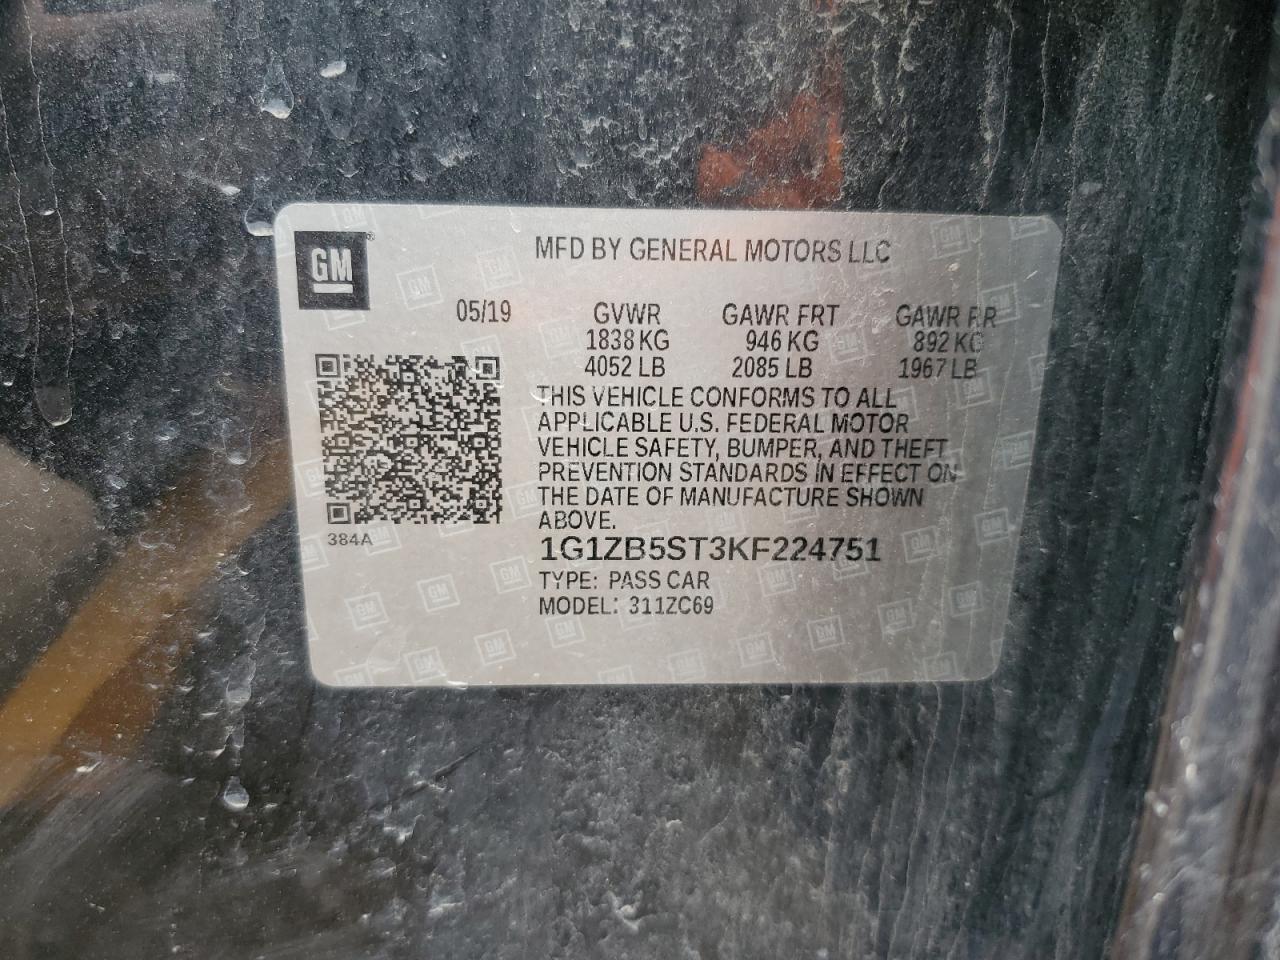 GM
MFD BY GENERAL MOTORS LLC
05/19 GVWR GAWR FRT GAWR RR
1838 KG 946 KG 892 KG
4052 LB 2085 LB 1967 LB
THIS VEHICLE CONFORMS TO ALL
APPLICABLE U.S. FEDERAL MOTOR
VEHICLE SAFETY, BUMPER, AND THEFT
PREVENTION STANDARDS IN EFFECT ON
THE DATE OF MANUFACTURE SHOWN
ABOVE.
384A
1G1ZB5ST3KF224751
TYPE: PASS CAR
MODEL: 311ZC69